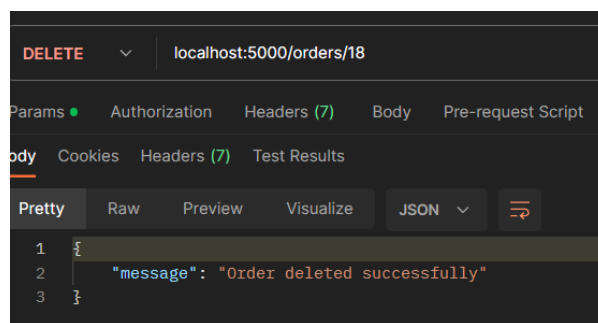 DELETE localhost:5000/orders/18
Params Authorization Headers (7) Body Pre-request Script
ody Cookies Headers (7) Test Results
Pretty Raw Preview Visualize JSON
1 {
2 "message": "Order deleted successfully"
3 }